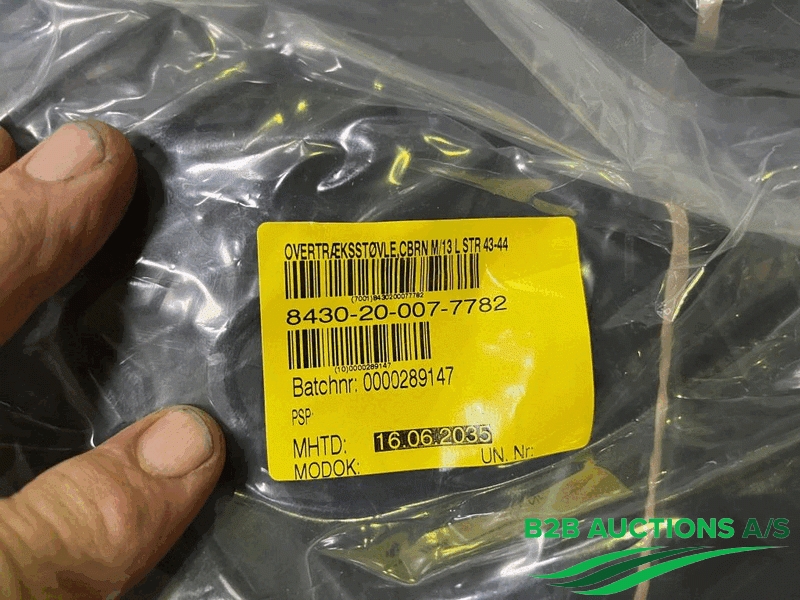 OVERTRÆKSSTØVLE,CBRN M/13 L STR 43-44
(7001)8430200077782
8430-20-007-7782
(10)0000289147
Batchnr: 0000289147
PSP:
MHTD: 16.06.2035
MODOK: UN. Nr:
B2B AUCTIONS A/S